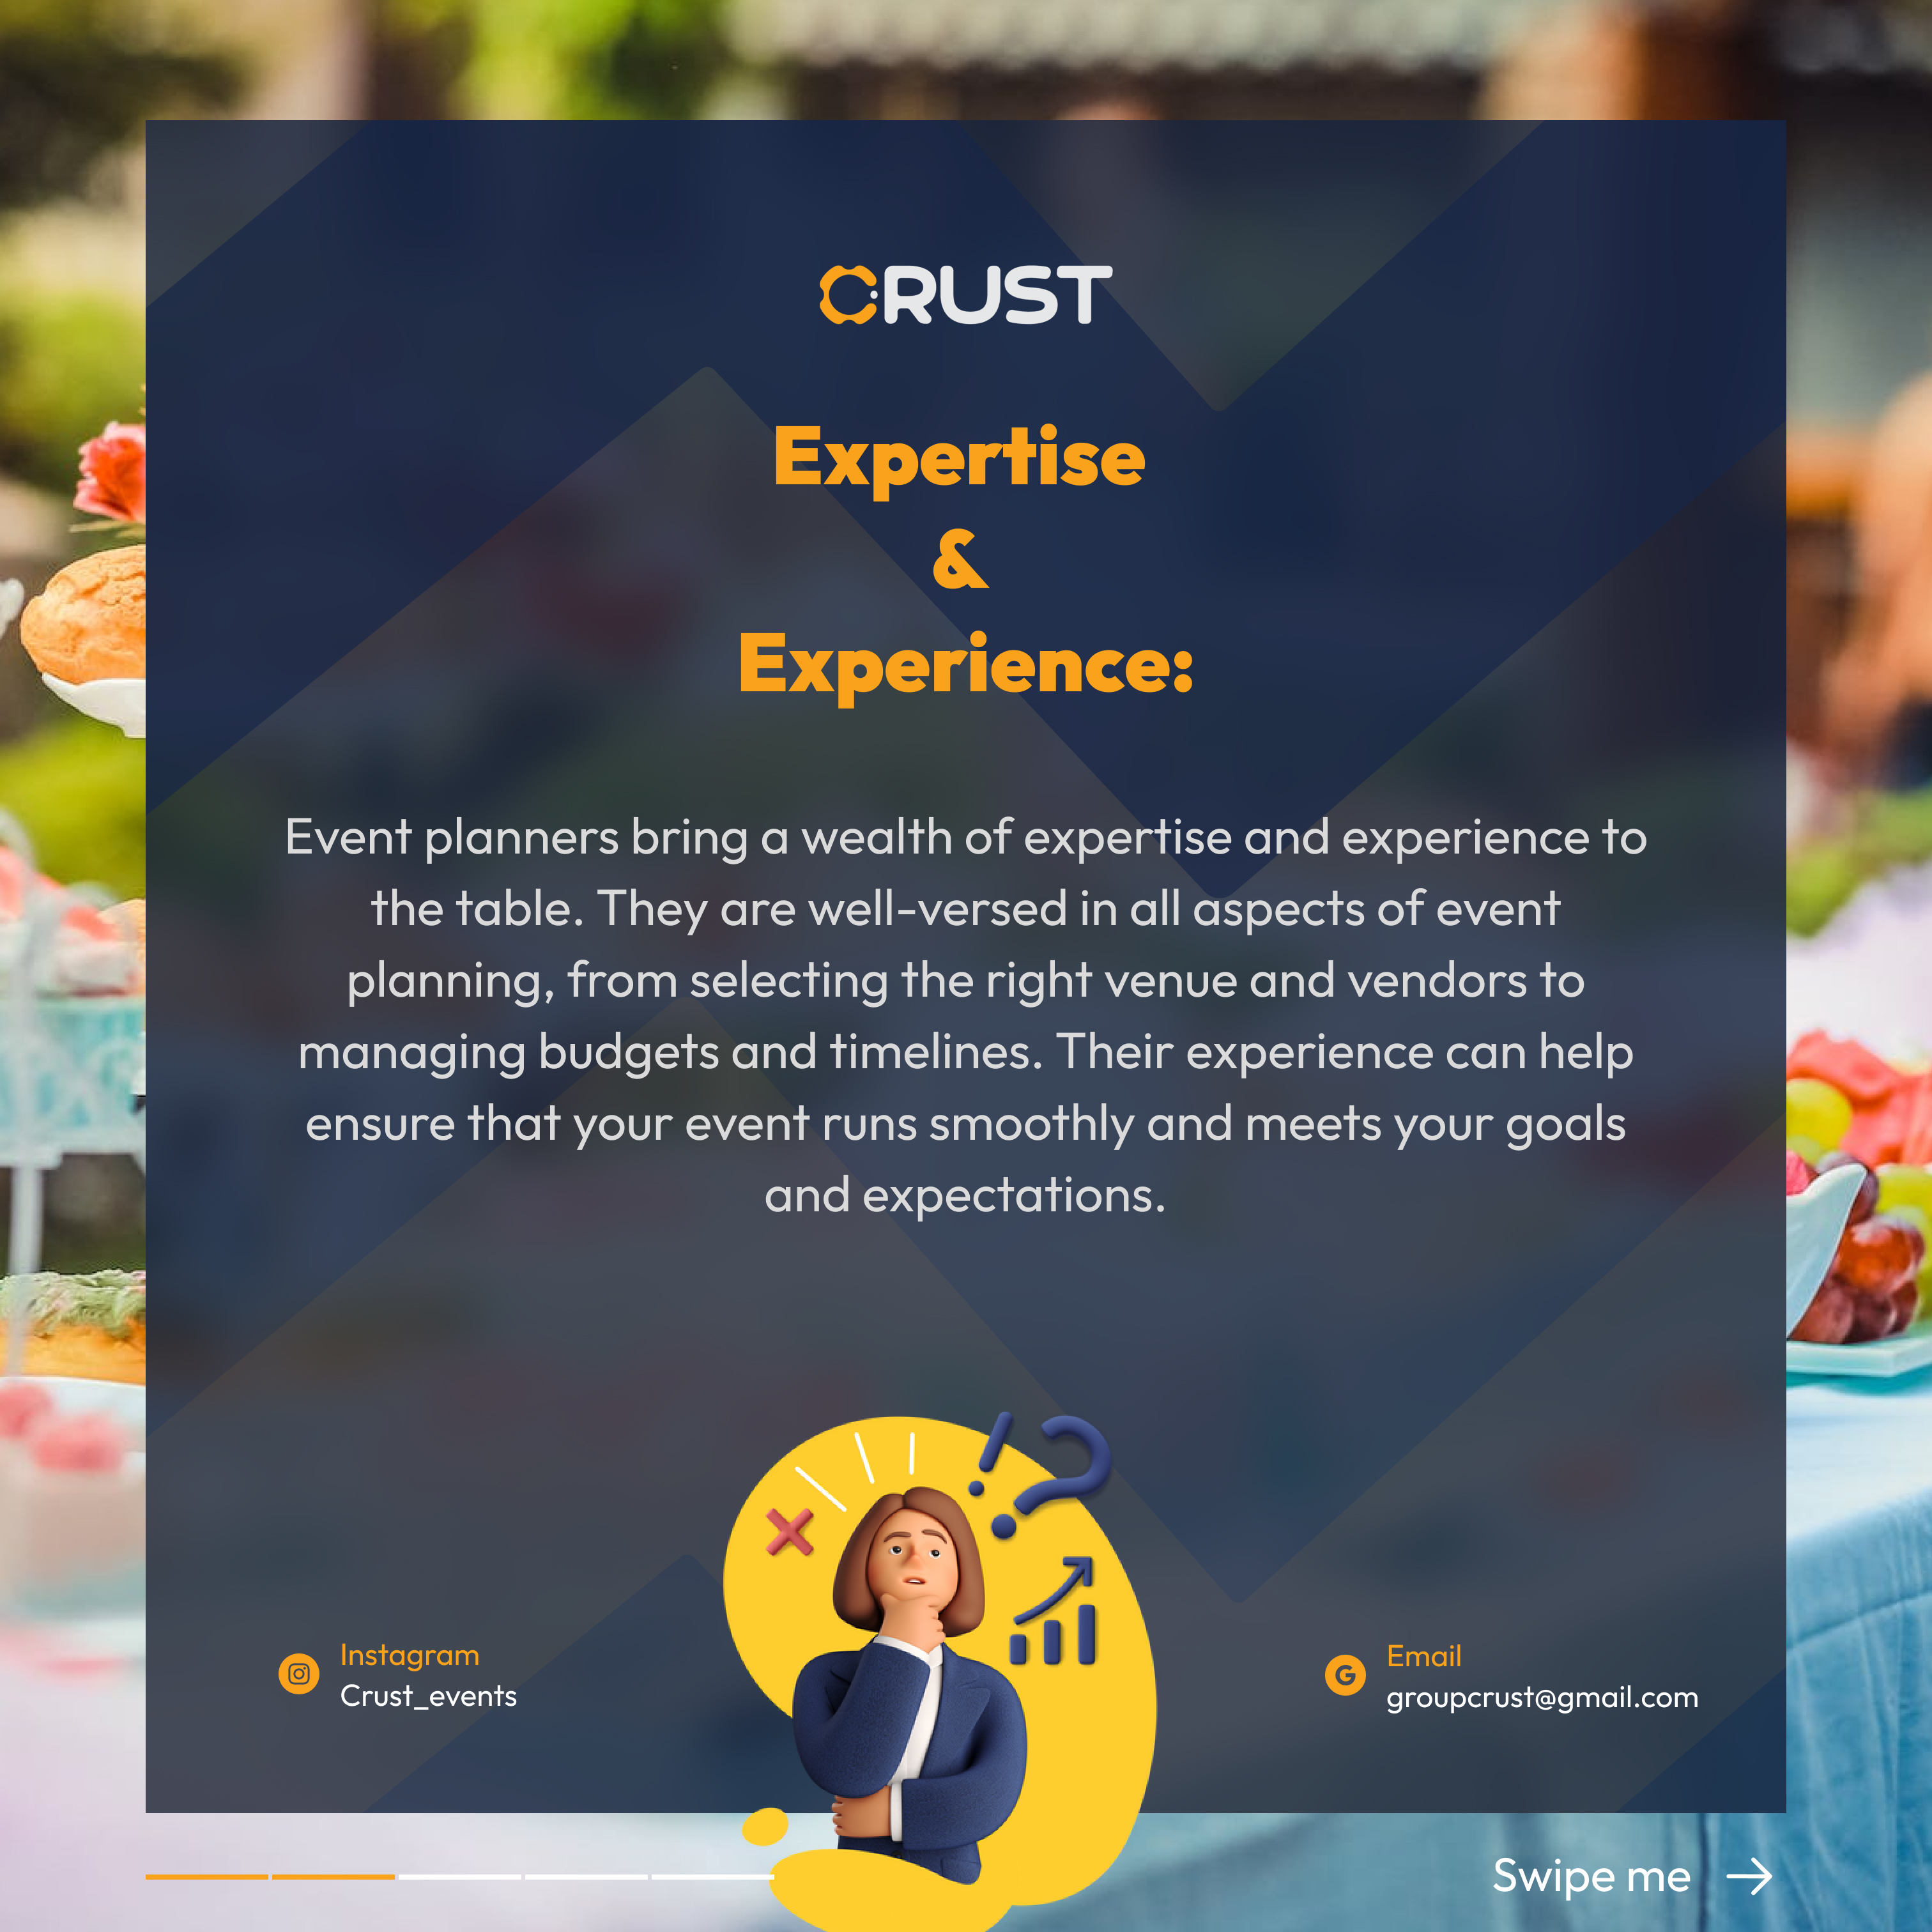 CRUST
Expertise
&
Experience:
Event planners bring a wealth of expertise and experience to
the table. They are well-versed in all aspects of event
planning, from selecting the right venue and vendors to
managing budgets and timelines. Their experience can help
ensure that your event runs smoothly and meets your goals
and expectations.
!?
Instagram
Crust_events
G
Email
groupcrust@gmail.com
Swipe me